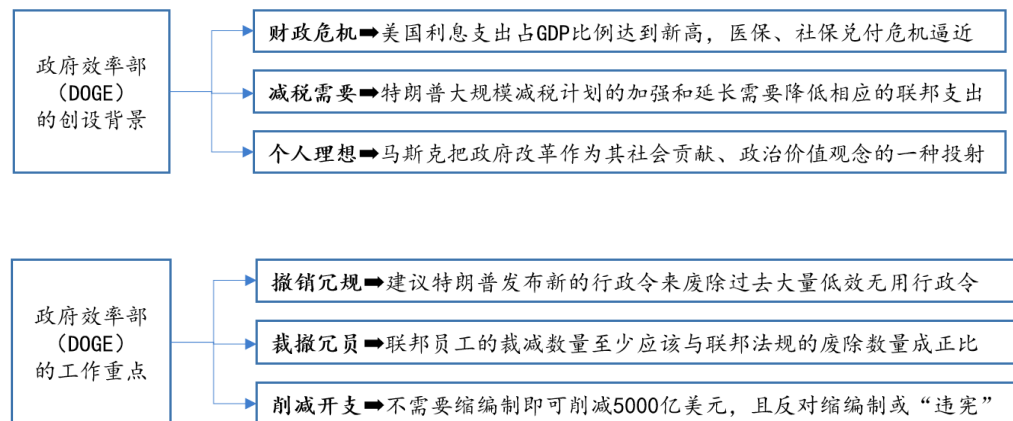 政府效率部
（DOGE）
的创设背景
财政危机➡美国利息支出占GDP比例达到新高，医保、社保兑付危机逼近
减税需要➡特朗普大规模减税计划的加强和延长需要降低相应的联邦支出
个人理想➡马斯克把政府改革作为其社会贡献、政治价值观念的一种投射
政府效率部
（DOGE）
的工作重点
撤销冗规➡建议特朗普发布新的行政令来废除过去大量低效无用行政令
裁撤冗员➡联邦员工的裁减数量至少应该与联邦法规的废除数量成正比
削减开支➡不需要缩编制即可削减5000亿美元，且反对缩编制或“违宪”